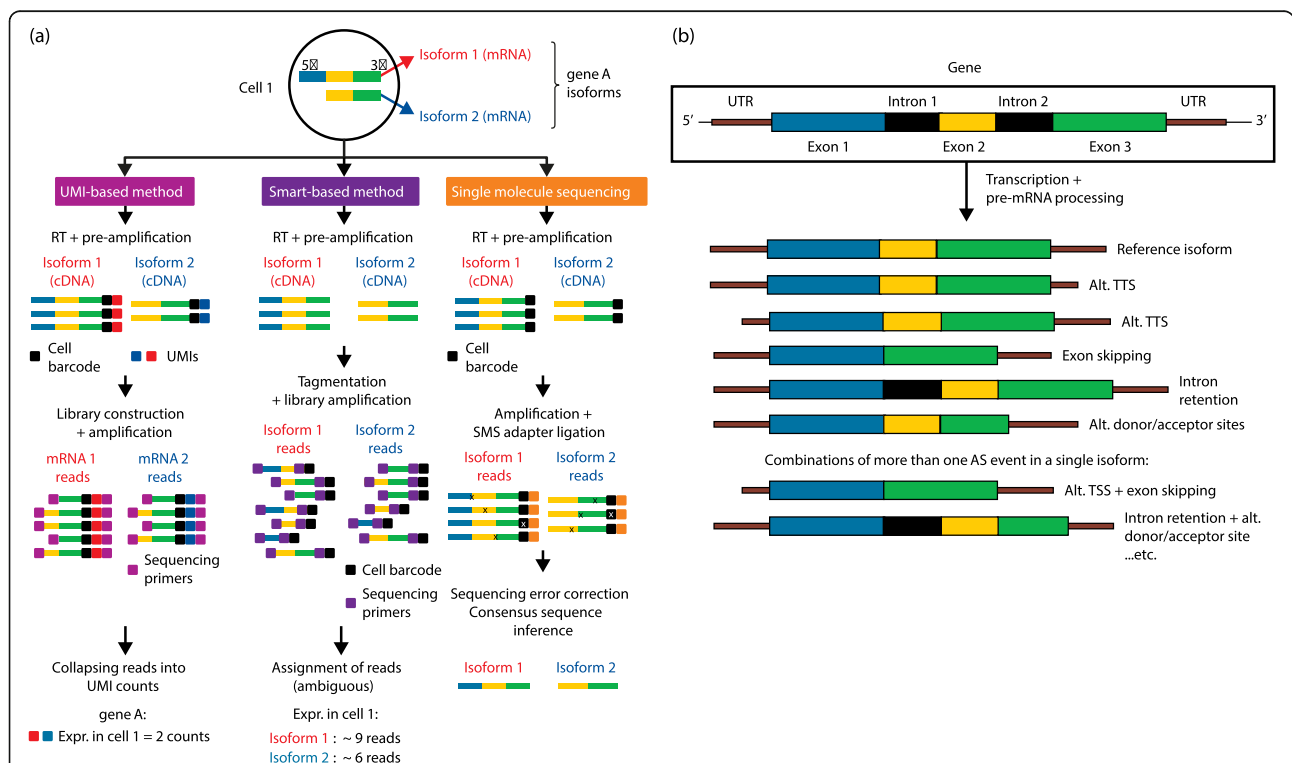 (a)
5 3
Isoform 1 (mRNA)
Cell 1
gene A
isoforms
Isoform 2 (mRNA)
UMI-based method
Smart-based method
Single molecule sequencing
RT + pre-amplification
RT + pre-amplification
RT + pre-amplification
Isoform 1
(cDNA)
Isoform 2
(cDNA)
Isoform 1
(cDNA)
Isoform 2
(cDNA)
Isoform 1
(cDNA)
Isoform 2
(cDNA)
Cell
barcode
UMIs
Cell
barcode
Library construction
+ amplification
Tagmentation
+ library amplification
Amplification +
SMS adapter ligation
mRNA 1
reads
mRNA 2
reads
Isoform 1
reads
Isoform 2
reads
Isoform 1
reads
Isoform 2
reads
x
x
x
x
x
x
x
x
Sequencing
primers
Cell barcode
Sequencing
primers
Sequencing error correction
Consensus sequence
inference
Collapsing reads into
UMI counts
Assignment of reads
(ambiguous)
Isoform 1
Isoform 2
gene A:
Expr. in cell 1 = 2 counts
Expr. in cell 1:
Isoform 1 : ~ 9 reads
Isoform 2 : ~ 6 reads
(b)
Gene
UTR
Intron 1
Intron 2
UTR
5’
3’
Exon 1
Exon 2
Exon 3
Transcription +
pre-mRNA processing
Reference isoform
Alt. TTS
Alt. TTS
Exon skipping
Intron
retention
Alt. donor/acceptor sites
Combinations of more than one AS event in a single isoform:
Alt. TSS + exon skipping
Intron retention + alt.
donor/acceptor site
...etc.